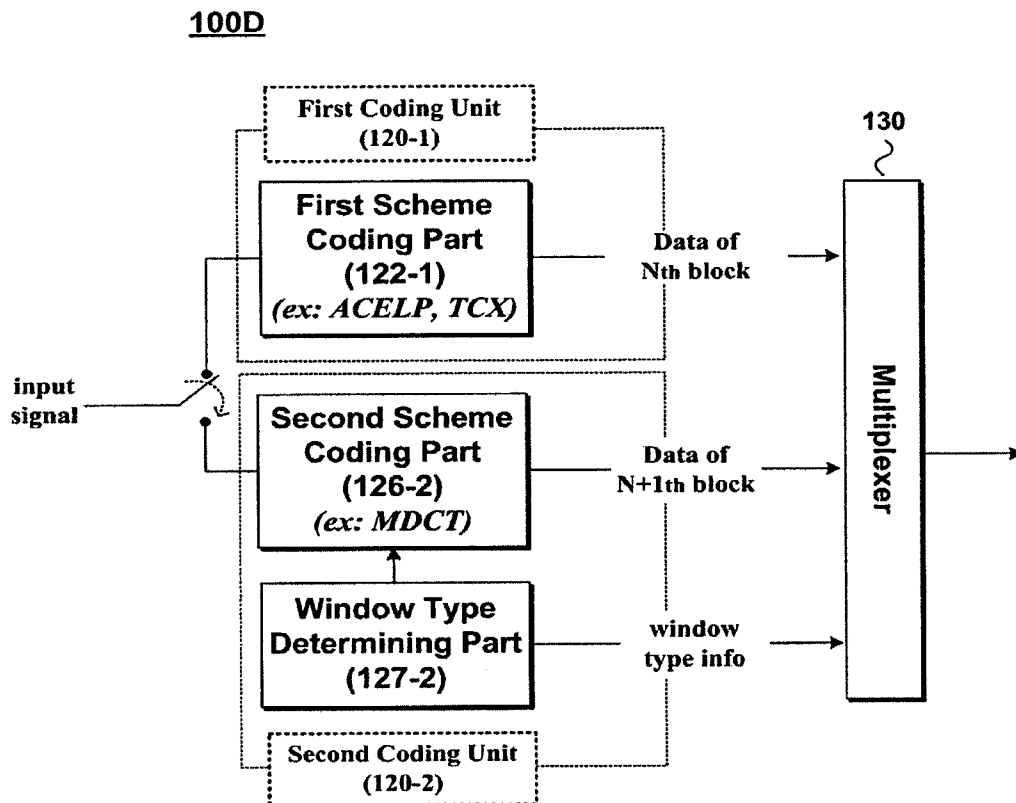 100D
First Coding Unit
(120-1)
130
First Scheme
Coding Part
(122-1)
(ex: ACELP, TCX)
Data of
Nth block
input
signal
Second Scheme
Coding Part
(126-2)
(ex: MDCT)
Data of
N+1th block
Multiplexer
Window Type
Determining Part
(127-2)
window
type info
Second Coding Unit
(120-2)